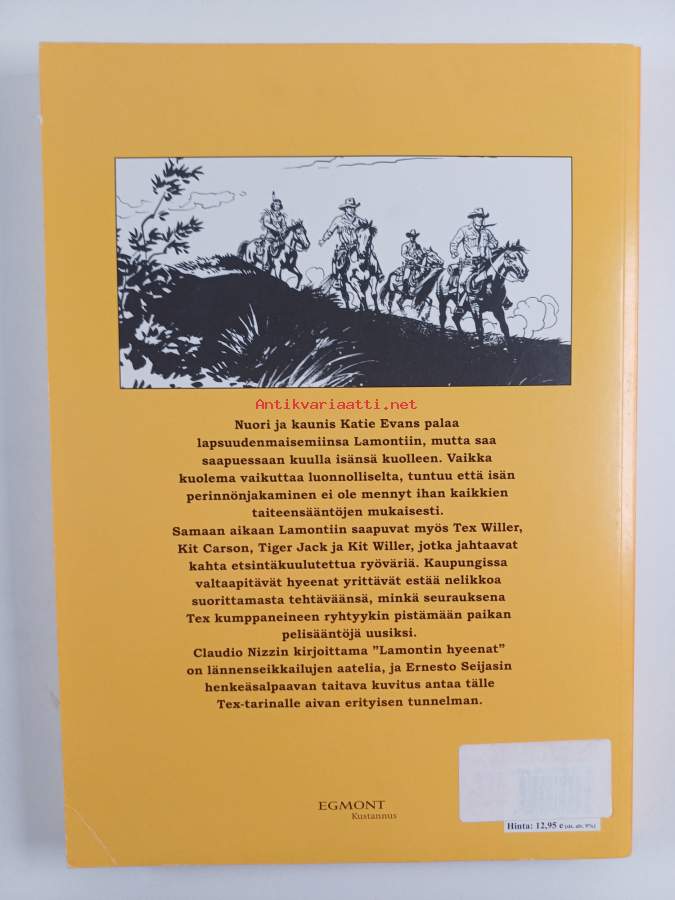 Antikvariaatti.net
Nuori ja kaunis Katie Evans palaa
lapsuudenmaisemiinsa Lamontiin, mutta saa
saapuessaan kuulla isänsä kuolleen. Vaikka
kuolema vaikuttaa luonnolliselta, tuntuu että isän
perinnönjakaminen ei ole mennyt ihan kaikkien
taiteensääntöjen mukaisesti.
Samaan aikaan Lamontiin saapuvat myös Tex Willer,
Kit Carson, Tiger Jack ja Kit Willer, jotka jahtaavat
kahta etsintäkuulutettua ryöväriä. Kaupungissa
valtaapitävät hyeenat yrittävät estää nelikkoa
suorittamasta tehtäväänsä, minkä seurauksena
Tex kumppaneineen ryhtyykin pistämään paikan
pelisääntöjä uusiksi.
Claudio Nizzin kirjoittama ”Lamontin hyeenat”
on lännenseikkailujen aatelia, ja Ernesto Seijasin
henkeäsalpaavan taitava kuvitus antaa tälle
Tex-tarinalle aivan erityisen tunnelman.
EGMONT
Kustannus
Hinta: 12,95 € (sis. alv. 9%)